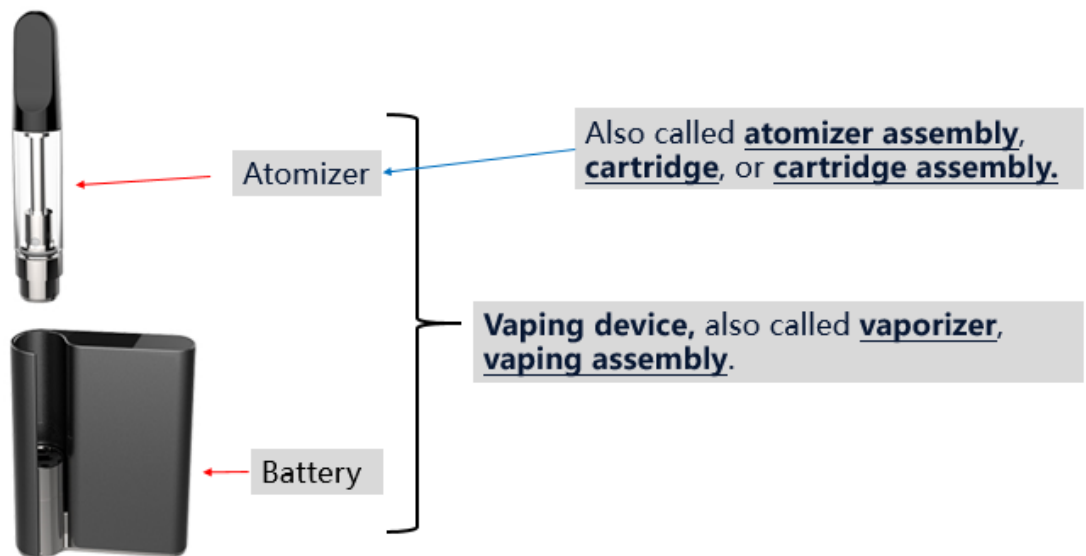 Atomizer
Also called atomizer assembly,
cartridge, or cartridge assembly.
Vaping device, also called vaporizer,
vaping assembly.
Battery